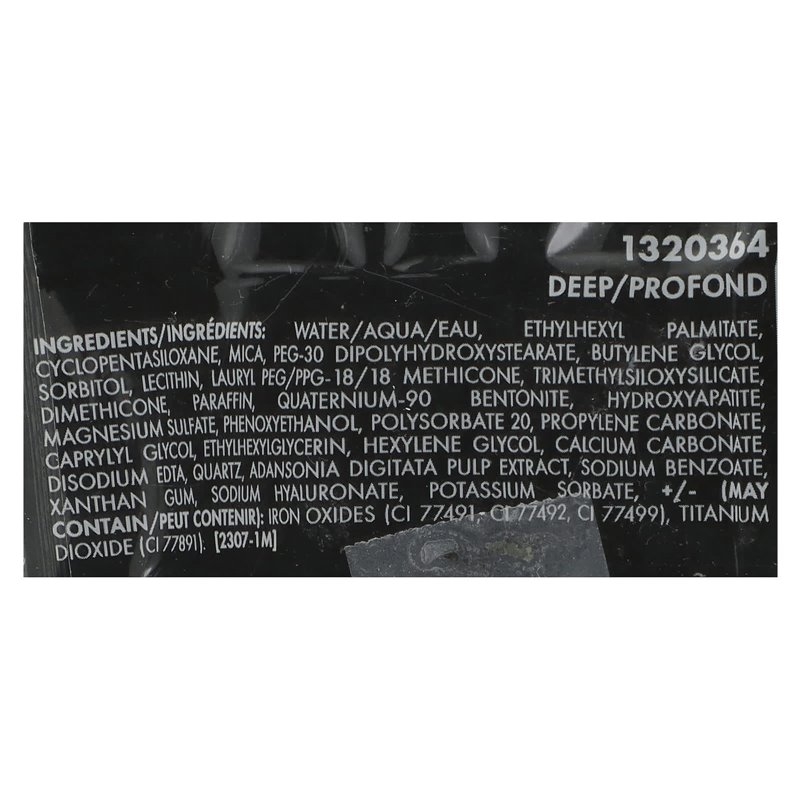 1320364
DEEP/PROFOND
INGREDIENTS/INGRÉDIENTS: WATER/AQUA/EAU, ETHYLHEXYL PALMITATE,
CYCLOPENTASILOXANE, MICA, PEG-30 DIPOLYHYDROXYSTEARATE, BUTYLENE GLYCOL,
SORBITOL, LECITHIN, LAURYL PEG/PPG-18/18 METHICONE, TRIMETHYLSILOXYSILICATE,
DIMETHICONE, PARAFFIN, QUATERNIUM-90 BENTONITE, HYDROXYAPATITE,
MAGNESIUM SULFATE, PHENOXYETHANOL, POLYSORBATE 20, PROPYLENE CARBONATE,
CAPRYLYL GLYCOL, ETHYLHEXYLGLYCERIN, HEXYLENE GLYCOL, CALCIUM CARBONATE,
DISODIUM EDTA, QUARTZ, ADANSONIA DIGITATA PULP EXTRACT, SODIUM BENZOATE,
XANTHAN GUM, SODIUM HYALURONATE, POTASSIUM SORBATE, +/- (MAY
CONTAIN/PEUT CONTENIR): IRON OXIDES (CI 77491, CI 77492, CI 77499), TITANIUM
DIOXIDE (CI 77891). [2307-1M]